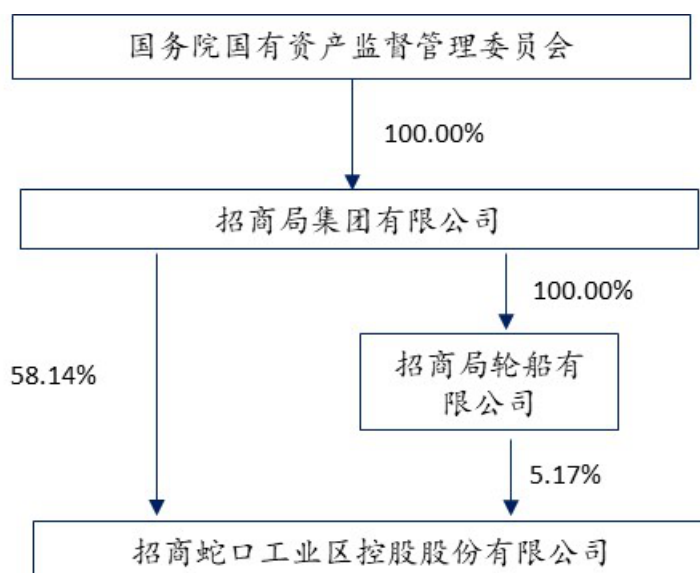 国务院国有资产监督管理委员会
100.00%
招商局集团有限公司
100.00%
58.14%
招商局轮船有
限公司
5.17%
招商蛇口工业区控股股份有限公司